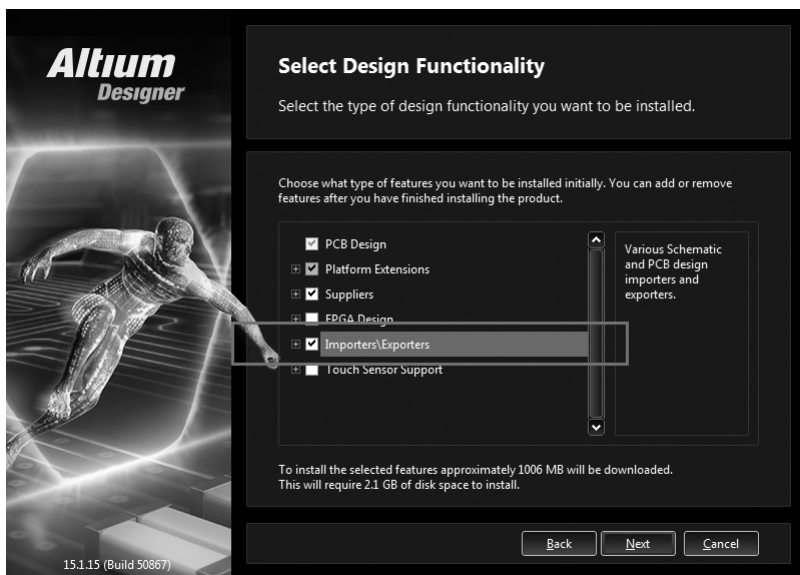 Altium
Designer
Select Design Functionality
Select the type of design functionality you want to be installed.
Choose what type of features you want to be installed initially. You can add or remove
features after you have finished installing the product.
PCB Design
Platform Extensions
Suppliers
FPGA Design
Importers\Exporters
Touch Sensor Support
Various Schematic
and PCB design
importers and
exporters.
To install the selected features approximately 1006 MB will be downloaded.
This will require 2.1 GB of disk space to install.
Back Next Cancel
15.1.15 (Build 50867)